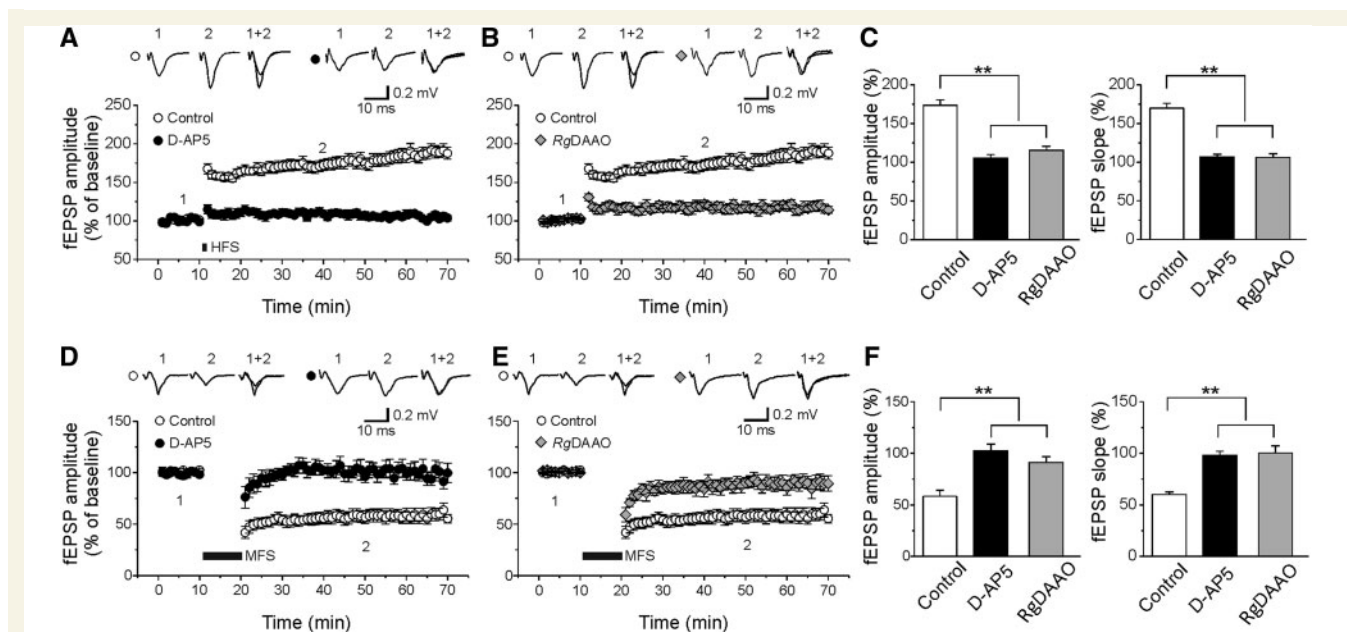 A
1 2 1+2
1 2 1+2
0.2 mV
10 ms
fEPSP amplitude
(% of baseline)
250
200
150
100
50
Control
D-AP5
1
2
HFS
0 10 20 30 40 50 60 70
Time (min)
B
1 2 1+2
1 2 1+2
0.2 mV
10 ms
fEPSP amplitude
(% of baseline)
250
200
150
100
50
Control
RgDAAO
1
2
0 10 20 30 40 50 60 70
Time (min)
C
fEPSP amplitude (%)
200
150
100
50
0
**
Control
D-AP5
RgDAAO
fEPSP slope (%)
200
150
100
50
0
**
Control
D-AP5
RgDAAO
D
1 2 1+2
1 2 1+2
0.2 mV
10 ms
fEPSP amplitude
(% of baseline)
150
100
50
0
Control
D-AP5
1
2
MFS
0 10 20 30 40 50 60 70
Time (min)
E
1 2 1+2
1 2 1+2
0.2 mV
10 ms
fEPSP amplitude
(% of baseline)
150
100
50
0
Control
RgDAAO
1
2
MFS
0 10 20 30 40 50 60 70
Time (min)
F
fEPSP amplitude (%)
150
100
50
0
**
Control
D-AP5
RgDAAO
fEPSP slope (%)
150
100
50
0
**
Control
D-AP5
RgDAAO